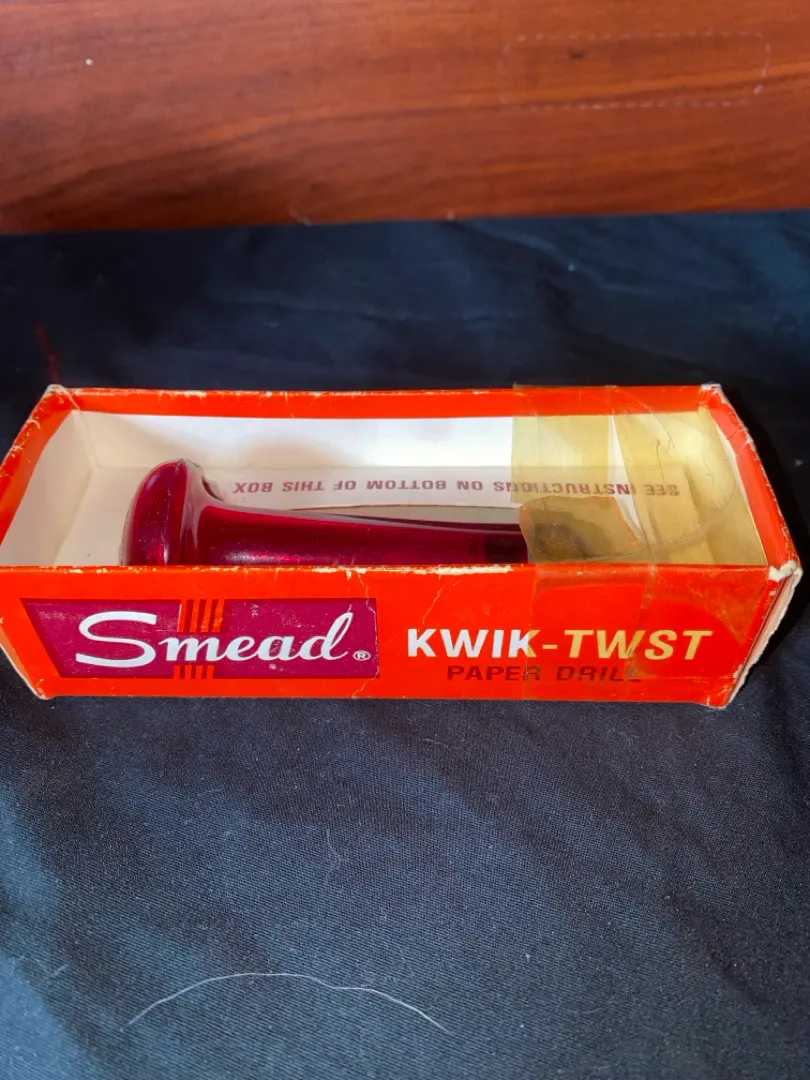 SEE INSTRUCTIONS ON BOTTOM OF THIS BOX
Smead®
KWIK-TWST
PAPER DRILL